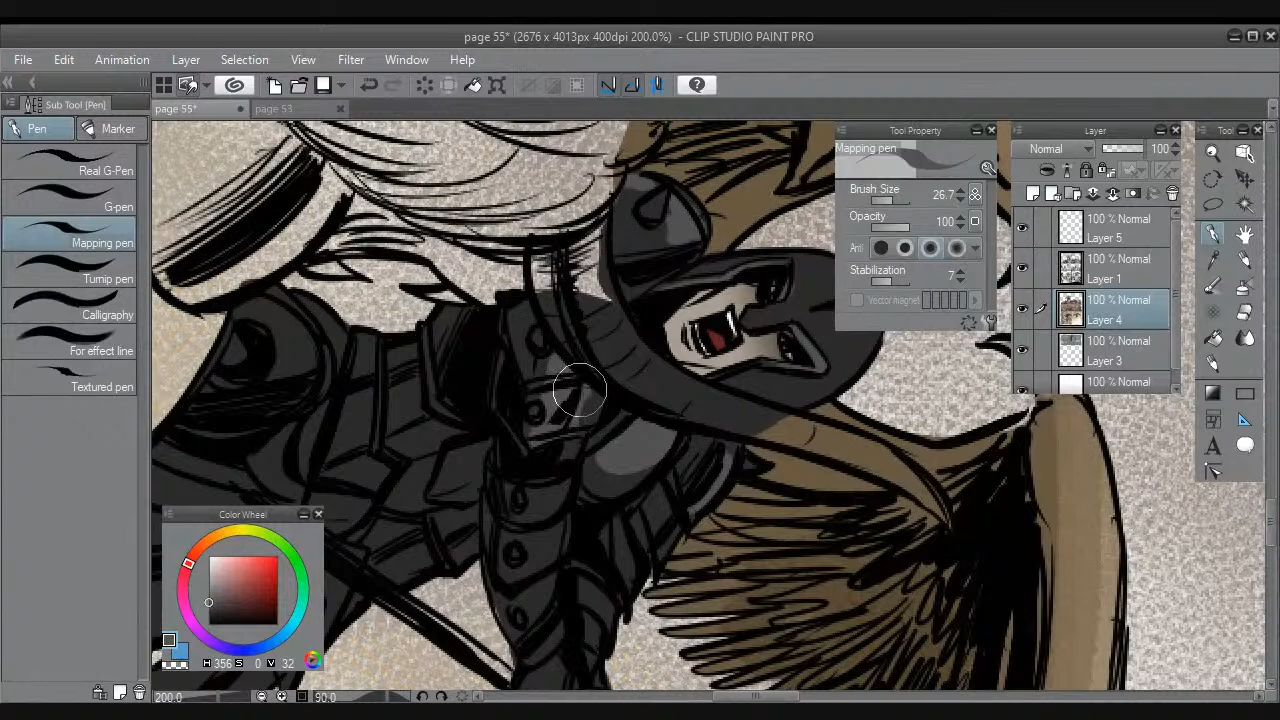 page 55* (2676 x 4013px 400dpi 200.0%)  - CLIP STUDIO PAINT PRO
File Edit Animation Layer Selection View Filter Window Help
page 55*
page 53
Sub Tool [Pen]
Pen
Marker
Real G-Pen
G-pen
Mapping pen
Turnip pen
Calligraphy
For effect line
Textured pen
Tool Property
Mapping pen
Brush Size 26.7
Opacity 100
Anti
Stabilization 7
Vector magnet
Layer
Normal 100
100 % Normal
Layer 5
100 % Normal
Layer 1
100 % Normal
Layer 4
100 % Normal
Layer 3
100 % Normal
Too
Color Wheel
H 356 S 0 V 32
200.0
90.0